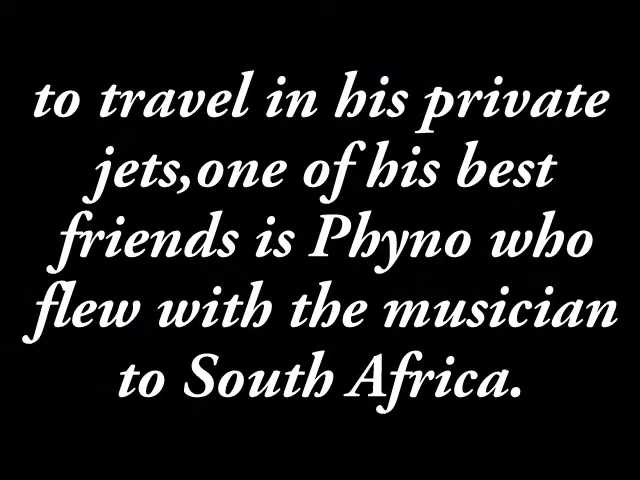 to travel in his private
jets,one of his best
friends is Phyno who
flew with the musician
to South Africa.